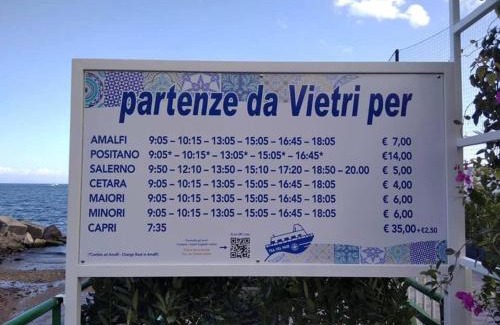 partenze da Vietri per
AMALFI 9:05 – 10:15 – 13:05 – 15:05 – 16:45 – 18:05 € 7,00
POSITANO 9:05* – 10:15* – 13:05* – 15:05* – 16:45* €14,00
SALERNO 9:50 – 12:10 – 13:50 – 15:10 – 17:20 – 18:50 – 20.00 € 5,00
CETARA 9:05 – 10:15 – 13:05 – 15:05 – 16:45 – 18:05 € 4,00
MAIORI 9:05 – 10:15 – 13:05 – 15:05 – 16:45 – 18:05 € 6,00
MINORI 9:05 – 10:15 – 13:05 – 15:05 – 16:45 – 18:05 € 6,00
CAPRI 7:35 € 35,00 + €2,50